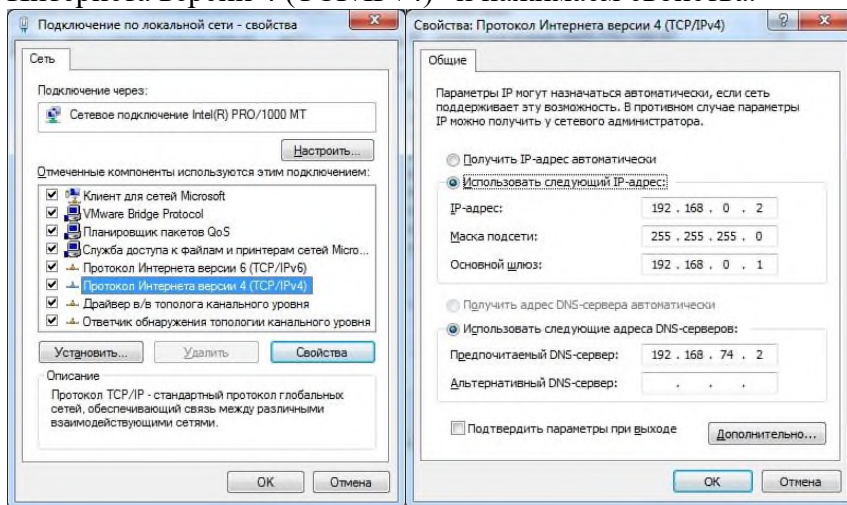 Подключение по локальной сети - свойства
Сеть
Подключение через:
Сетевое подключение Intel(R) PRO/1000 MT
Настроить...
Отмеченные компоненты используются этим подключением:
Клиент для сетей Microsoft
VMware Bridge Protocol
Планировщик пакетов QoS
Служба доступа к файлам и принтерам сетей Micro...
Протокол Интернета версии 6 (TCP/IPv6)
Протокол Интернета версии 4 (TCP/IPv4)
Драйвер в/в тополога канального уровня
Ответчик обнаружения топологии канального уровня
Установить... Удалить Свойства
Описание
Протокол TCP/IP - стандартный протокол глобальных
сетей, обеспечивающий связь между различными
взаимодействующими сетями.
OK Отмена
Свойства: Протокол Интернета версии 4 (TCP/IPv4)
Общие
Параметры IP могут назначаться автоматически, если сеть
поддерживает эту возможность. В противном случае параметры
IP можно получить у сетевого администратора.
Получить IP-адрес автоматически
Использовать следующий IP-адрес:
IP-адрес: 192 . 168 . 0 . 2
Маска подсети: 255 . 255 . 255 . 0
Основной шлюз: 192 . 168 . 0 . 1
Получить адрес DNS-сервера автоматически
Использовать следующие адреса DNS-серверов:
Предпочитаемый DNS-сервер: 192 . 168 . 74 . 2
Альтернативный DNS-сервер: . . .
Подтвердить параметры при выходе
Дополнительно...
OK Отмена